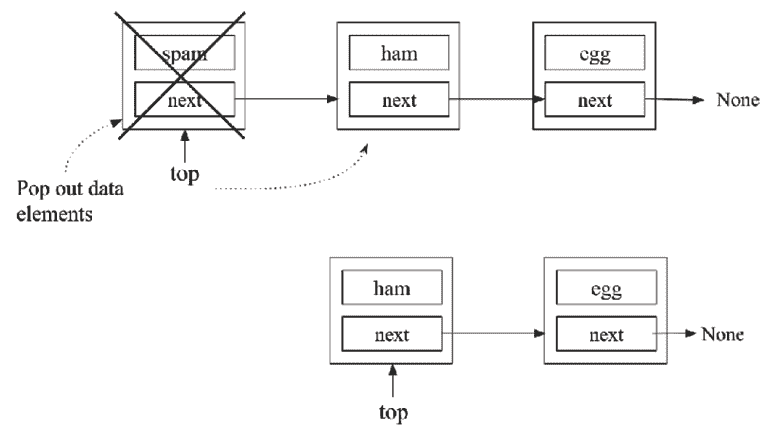 spam
ham
egg
next
next
next
None
top
Pop out data
elements
ham
egg
next
next
None
top